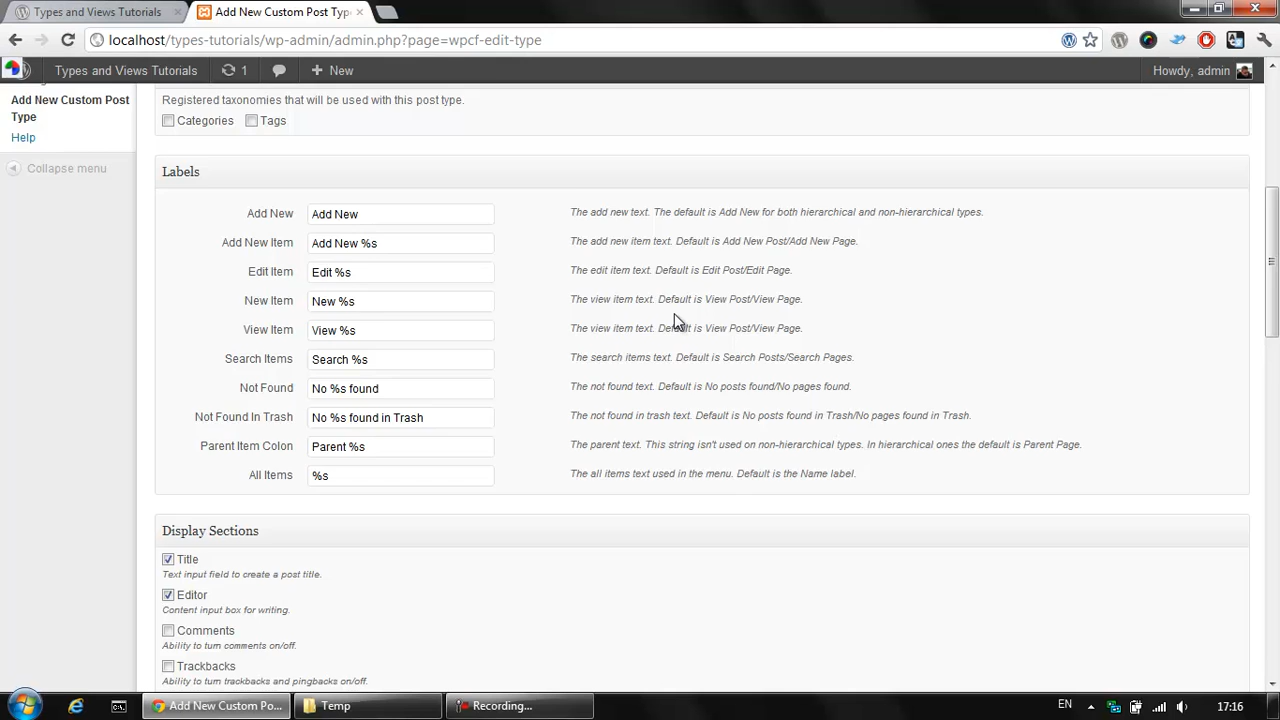 Types and Views Tutorials
Add New Custom Post Typ
localhost/types-tutorials/wp-admin/admin.php?page=wpcf-edit-type
Types and Views Tutorials 1 New Howdy, admin
Add New Custom Post
Type
Help
Collapse menu
Registered taxonomies that will be used with this post type.
Categories Tags
Labels
Add New Add New The add new text. The default is Add New for both hierarchical and non-hierarchical types.
Add New Item Add New %s The add new item text. Default is Add New Post/Add New Page.
Edit Item Edit %s The edit item text. Default is Edit Post/Edit Page.
New Item New %s The view item text. Default is View Post/View Page.
View Item View %s The view item text. Default is View Post/View Page.
Search Items Search %s The search items text. Default is Search Posts/Search Pages.
Not Found No %s found The not found text. Default is No posts found/No pages found.
Not Found In Trash No %s found in Trash The not found in trash text. Default is No posts found in Trash/No pages found in Trash.
Parent Item Colon Parent %s The parent text. This string isn't used on non-hierarchical types. In hierarchical ones the default is Parent Page.
All Items %s The all items text used in the menu. Default is the Name label.
Display Sections
Title
Text input field to create a post title.
Editor
Content input box for writing.
Comments
Ability to turn comments on/off.
Trackbacks
Ability to turn trackbacks and pingbacks on/off.
Add New Custom Po... Temp Recording... EN 17:16